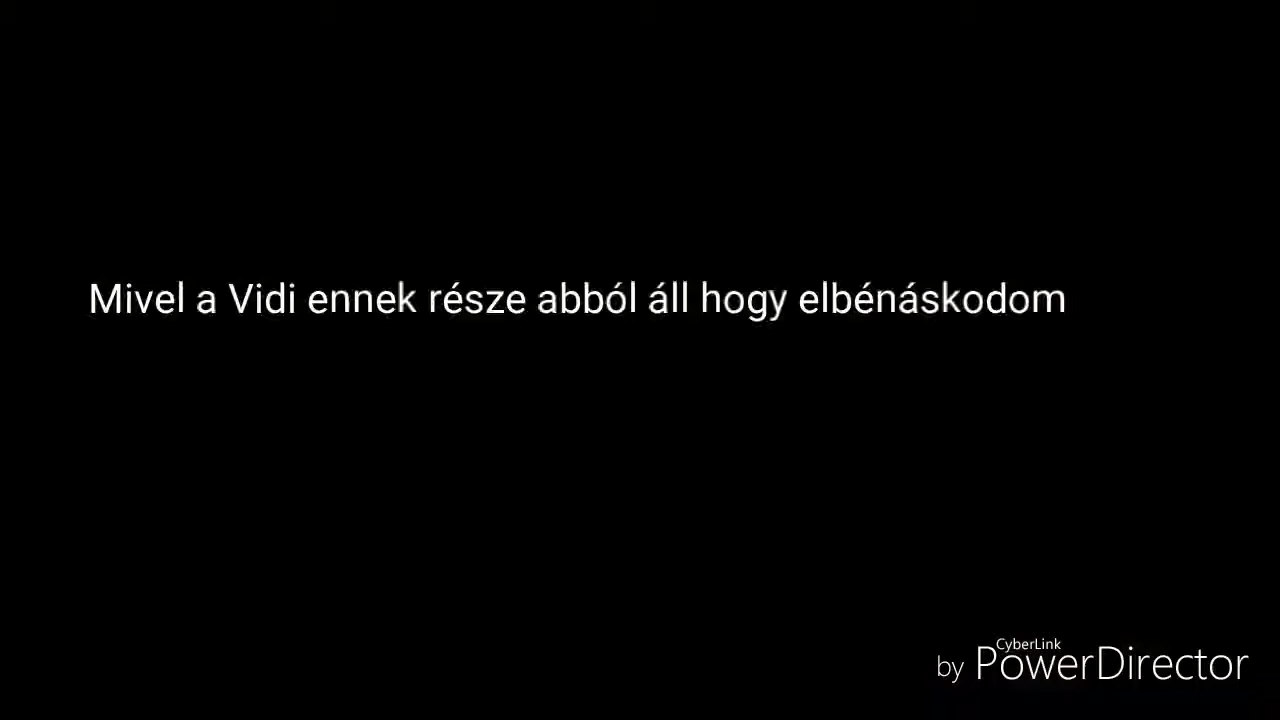 Mivel a Vidi ennek része abból áll hogy elbénáskodom
CyberLink
by PowerDirector